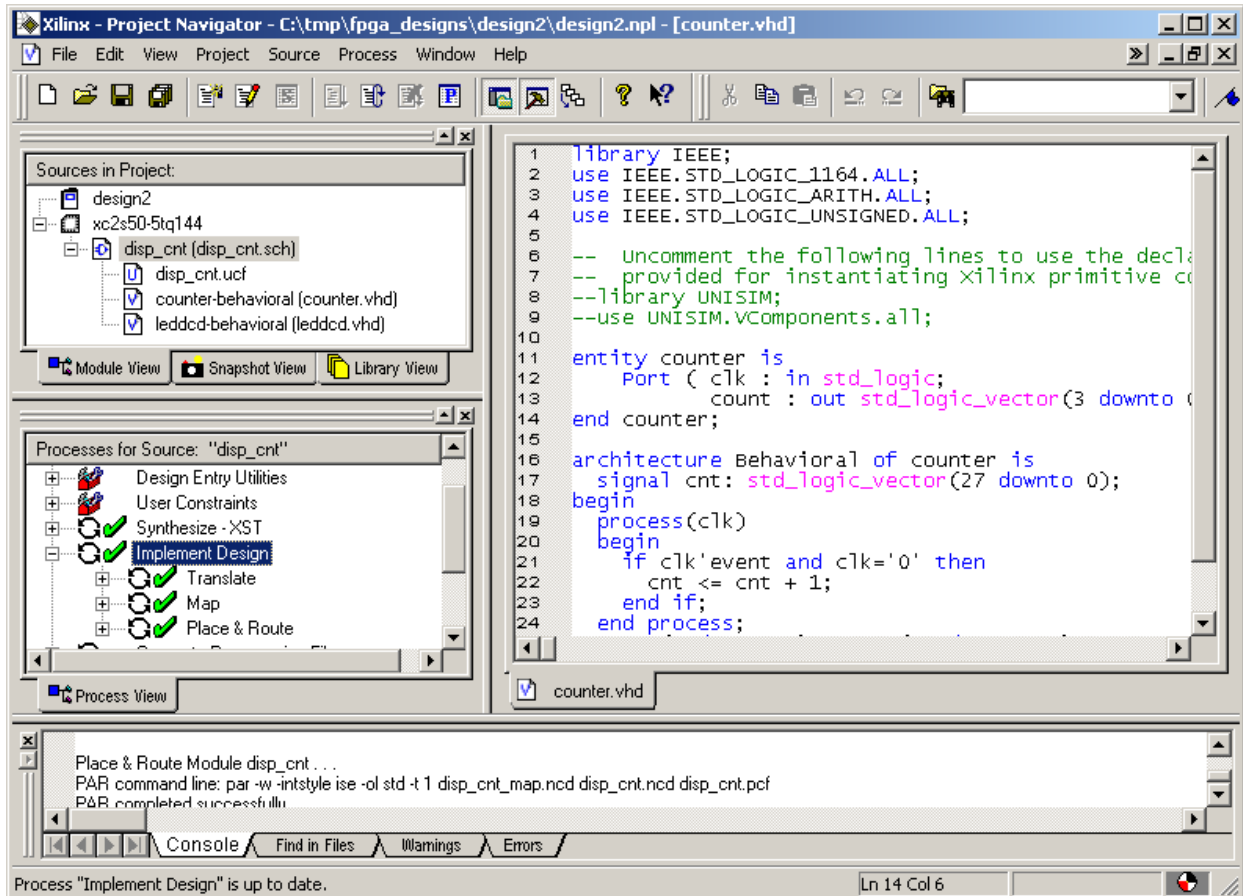 Xilinx - Project Navigator - C:\tmp\fpga_designs\design2\design2.npl - [counter.vhd]
File Edit View Project Source Process Window Help
Sources in Project:
design2
xc2s50-5tq144
disp_cnt (disp_cnt.sch)
disp_cnt.ucf
counter-behavioral (counter.vhd)
leddcd-behavioral (leddcd.vhd)
Module View Snapshot View Library View
Processes for Source: "disp_cnt"
Design Entry Utilities
User Constraints
Synthesize - XST
Implement Design
Translate
Map
Place & Route
Process View
1 library IEEE;
2 use IEEE.STD_LOGIC_1164.ALL;
3 use IEEE.STD_LOGIC_ARITH.ALL;
4 use IEEE.STD_LOGIC_UNSIGNED.ALL;
5
6 -- Uncomment the following lines to use the decla
7 -- provided for instantiating Xilinx primitive co
8 --library UNISIM;
9 --use UNISIM.VComponents.all;
10
11 entity counter is
12 Port ( clk : in std_logic;
13 count : out std_logic_vector(3 downto 0
14 end counter;
15
16 architecture Behavioral of counter is
17 signal cnt: std_logic_vector(27 downto 0);
18 begin
19 process(clk)
20 begin
21 if clk'event and clk='0' then
22 cnt <= cnt + 1;
23 end if;
24 end process;
counter.vhd
Place & Route Module disp_cnt . . .
PAR command line: par -w -intstyle ise -ol std -t 1 disp_cnt_map.ncd disp_cnt.ncd disp_cnt.pcf
PAR completed successfully
Console Find in Files Warnings Errors
Process "Implement Design" is up to date.
Ln 14 Col 6